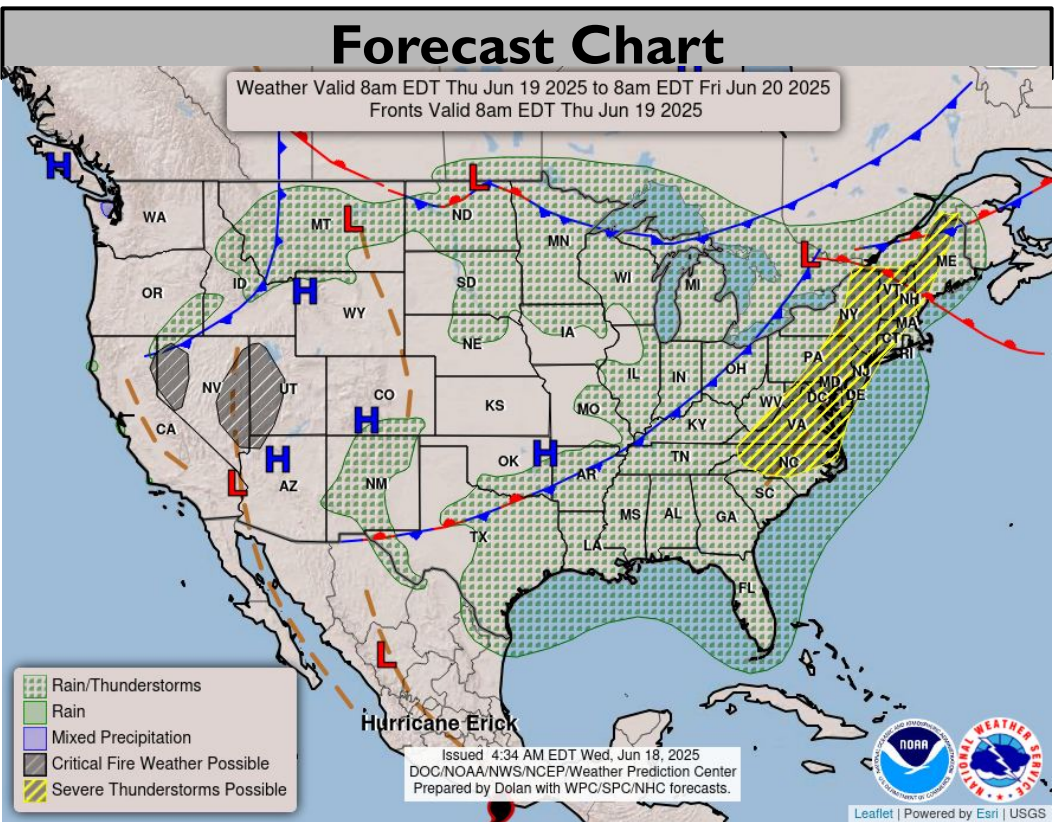 Forecast Chart
H
Weather Valid 8am EDT Thu Jun 19 2025 to 8am EDT Fri Jun 20 2025
Fronts Valid 8am EDT Thu Jun 19 2025
H
L
WA
MT
L
ND
MN
L
ME
OR
ID
H
SD
WI
MI
VT
NH
WY
NY
MA
NE
IA
CT
RI
PA
NV
UT
CO
IL
IN
OH
NJ
MD
DE
DC
WV
KS
MO
CA
H
KY
VA
H
AZ
OK
H
TN
NC
L
NM
AR
SC
TX
MS
AL
GA
LA
FL
L
Hurricane Erick
Rain/Thunderstorms
Rain
Mixed Precipitation
Critical Fire Weather Possible
Severe Thunderstorms Possible
Issued 4:34 AM EDT Wed, Jun 18, 2025
DOC/NOAA/NWS/NCEP/Weather Prediction Center
Prepared by Dolan with WPC/SPC/NHC forecasts.
NOAA
NATIONAL WEATHER SERVICE
Leaflet | Powered by Esri | USGS